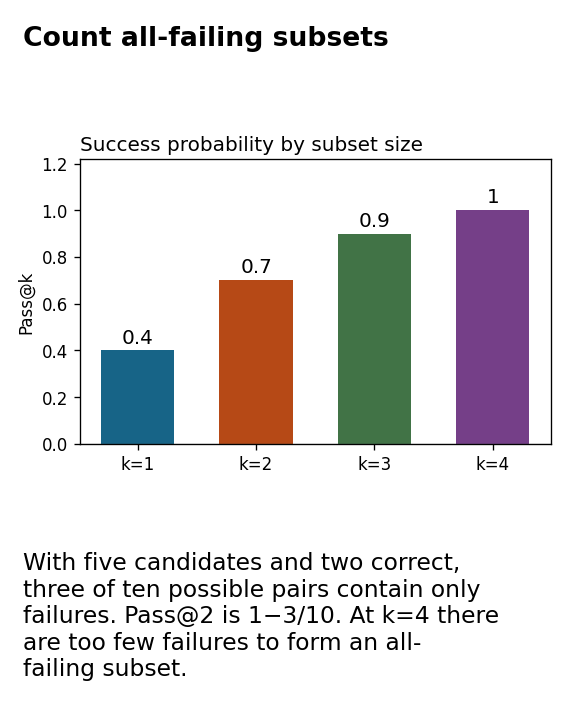 Count all-failing subsets
Success probability by subset size
Pass@k
1.2
1.0
0.8
0.6
0.4
0.2
0.0
0.4
0.7
0.9
1
k=1
k=2
k=3
k=4
With five candidates and two correct,
three of ten possible pairs contain only
failures. Pass@2 is 1−3/10. At k=4 there
are too few failures to form an all-
failing subset.